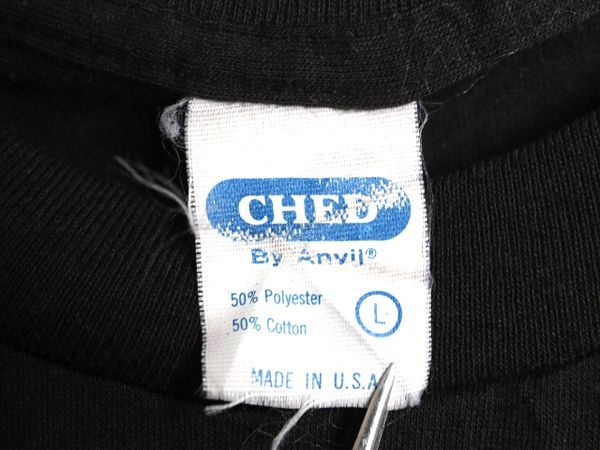 CHED
By Anvil®
50% Polyester
50% Cotton
L
MADE IN U.S.A